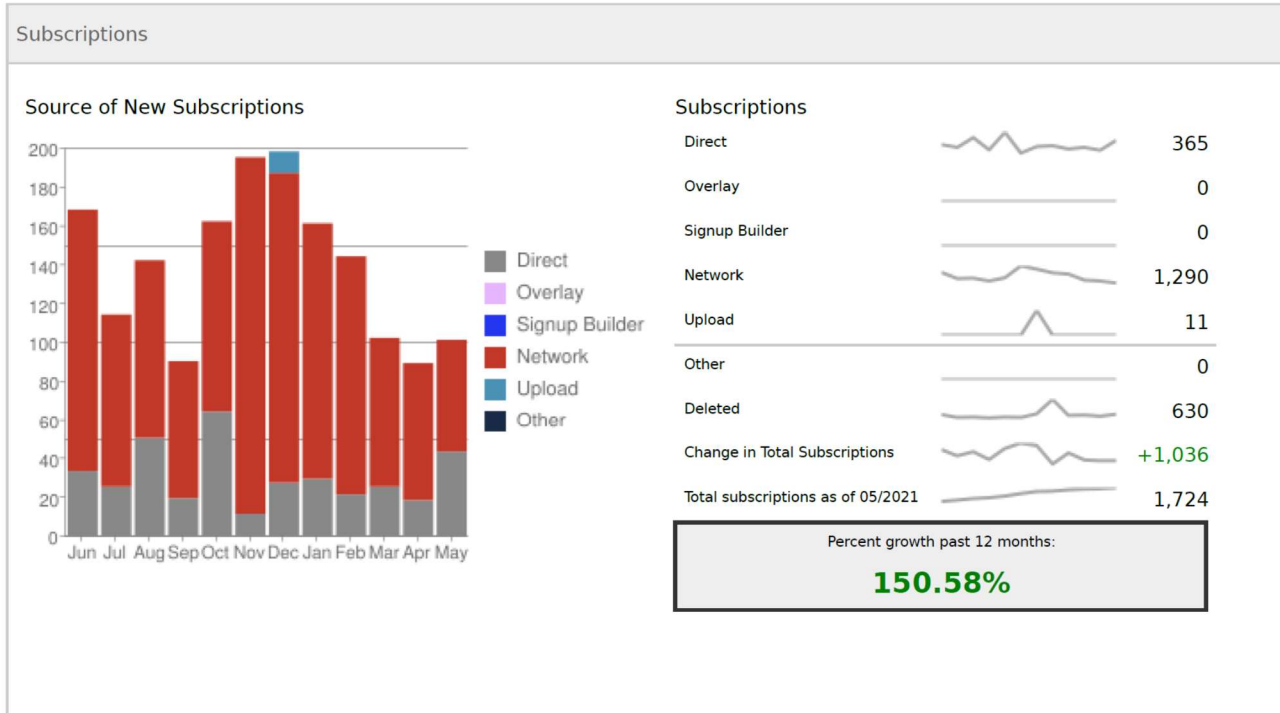 Subscriptions
Source of New Subscriptions
200
180
160
140
120
100
80
60
40
20
0
Jun Jul Aug Sep Oct Nov Dec Jan Feb Mar Apr May
Direct
Overlay
Signup Builder
Network
Upload
Other
Subscriptions
Direct 365
Overlay 0
Signup Builder 0
Network 1,290
Upload 11
Other 0
Deleted 630
Change in Total Subscriptions +1,036
Total subscriptions as of 05/2021 1,724
Percent growth past 12 months:
150.58%